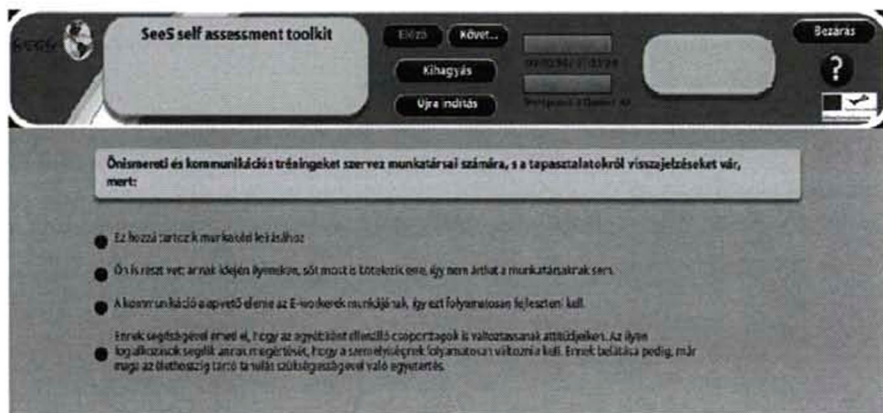 SeeS
SeeS self assessment toolkit
Előző
Követ...
Kihagyás
Újra indítás
Bezárás
?
Önismereti és kommunikációs tréningeket szervez munkatársai számára, s a tapasztalatokról visszajelzéseket vár,
mert:
Ez hozzá tartozik munkaköri leírásához
Ön is részt vett annak idején ilyeneken, sőt most is kötelezik erre, így nem árthat a munkatársaknak sem.
A kommunikáció alapvető eleme az E-workerek munkájának, így ezt folyamatosan fejleszteni kell.
Ennek segítségével érheti el, hogy az egyébként ellenálló csoporttagok is változtassanak attitűdjeiken. Az ilyen
foglalkozások segítik annak megértését, hogy a személyiségnek folyamatosan változnia kell. Ennek belátása pedig, már
maga az élethosszig tartó tanulás szükségességével való egyetértés.